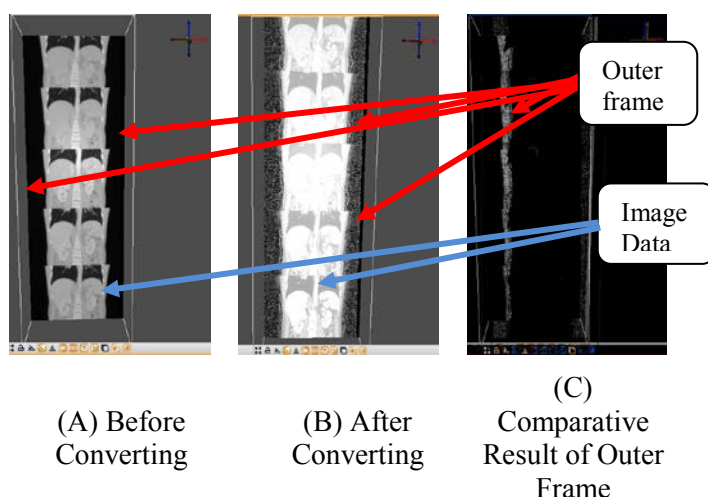 Outer
frame
Image
Data
(A) Before
Converting
(B) After
Converting
(C)
Comparative
Result of Outer
Frame